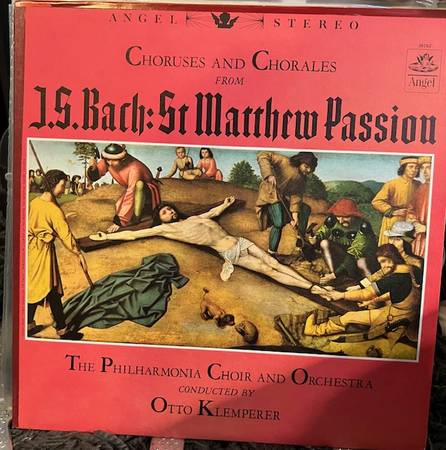 ANGEL STEREO
CHORUSES AND CHORALES
FROM
Angel
J.S.Bach: St Matthew Passion
THE PHILHARMONIA CHOIR AND ORCHESTRA
CONDUCTED BY
OTTO KLEMPERER